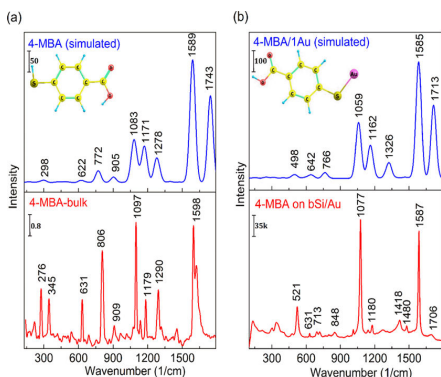 (a)
4-MBA (simulated)
50
298
622
772
905
1083
1171
1278
1589
1743
4-MBA-bulk
0.8
276
345
631
806
909
1097
1179
1290
1598
Intensity
300 600 900 1200 1500
Wavenumber (1/cm)
(b)
4-MBA/1Au (simulated)
100
Au
S
498
642
766
1059
1162
1326
1585
1713
4-MBA on bSi/Au
35k
521
631
713
848
1077
1180
1418
1480
1587
1706
Intensity
300 600 900 1200 1500
Wavenumber (1/cm)